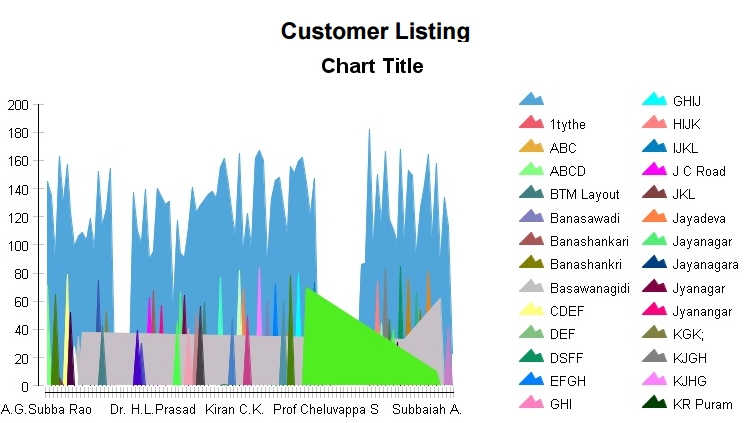 Customer Listing
Chart Title
200
180
160
140
120
100
80
60
40
20
0
A.G.Subba Rao
Dr. H.L.Prasad
Kiran C.K.
Prof Cheluvappa S
Subbaiah A.
1tythe
ABC
ABCD
BTM Layout
Banasawadi
Banashankari
Banashankri
Basawanagidi
CDEF
DEF
DSFF
EFGH
GHI
GHIJ
HIJK
IJKL
J C Road
JKL
Jayadeva
Jayanagar
Jayanagara
Jyanagar
Jyanangar
KGK;
KJGH
KJHG
KR Puram